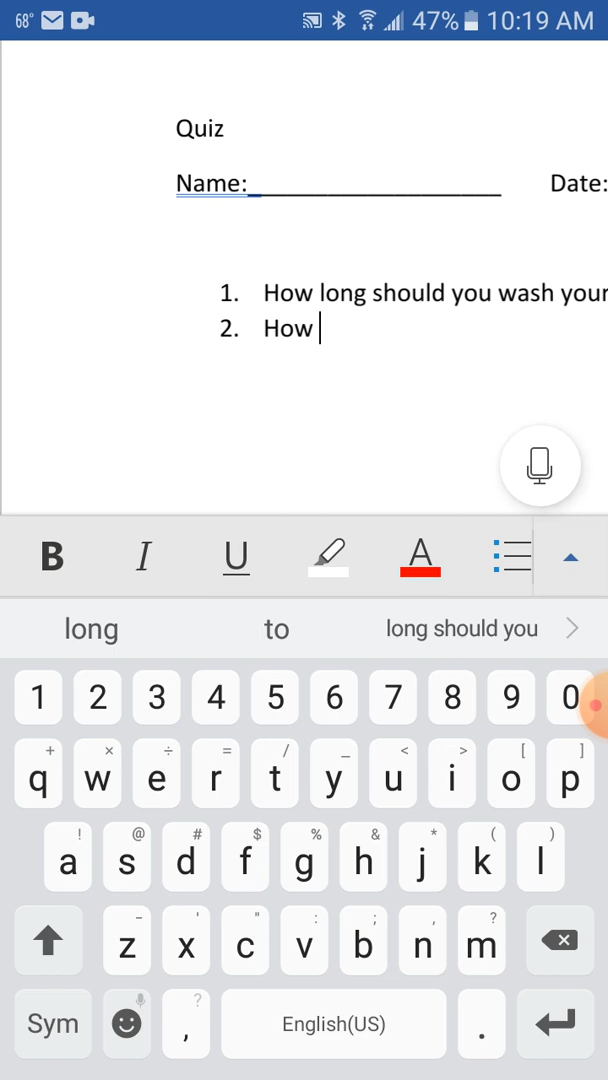 68° 47% 10:19 AM
Quiz
Name:____________________ Date:
1. How long should you wash your
2. How
B I U A
long to long should you
1 2 3 4 5 6 7 8 9 0
+ × ÷ = / _ < > [ ]
q w e r t y u i o p
! @ # $ % & * ( )
a s d f g h j k l
- ' " : ; , ?
z x c v b n m
?
Sym , English(US) .